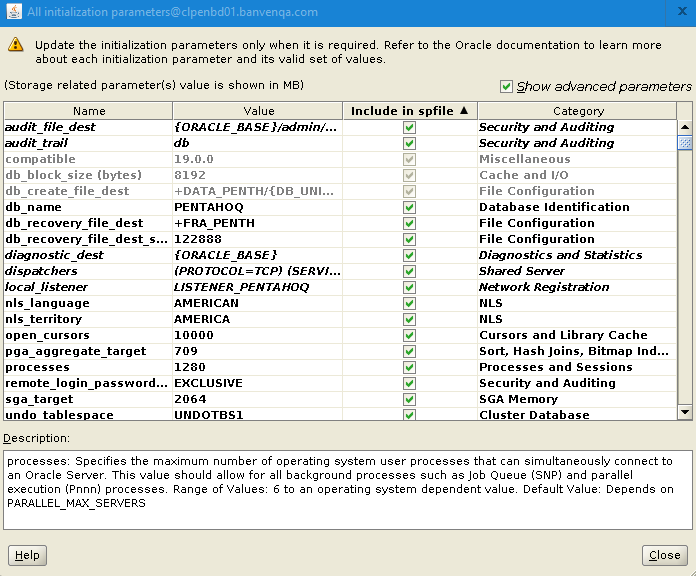 All initialization parameters@clpenbd01.banvenqa.com
Update the initialization parameters only when it is required. Refer to the Oracle documentation to learn more
about each initialization parameter and its valid set of values.
(Storage related parameter(s) value is shown in MB) Show advanced parameters
Name Value Include in spfile ▲ Category
audit_file_dest {ORACLE_BASE}/admin/... Security and Auditing
audit_trail db Security and Auditing
compatible 19.0.0 Miscellaneous
db_block_size (bytes) 8192 Cache and I/O
db_create_file_dest +DATA_PENTH/{DB_UNI... File Configuration
db_name PENTAHOQ Database Identification
db_recovery_file_dest +FRA_PENTH File Configuration
db_recovery_file_dest_s... 122888 File Configuration
diagnostic_dest {ORACLE_BASE} Diagnostics and Statistics
dispatchers (PROTOCOL=TCP) (SERVI... Shared Server
local_listener LISTENER_PENTAHOQ Network Registration
nls_language AMERICAN NLS
nls_territory AMERICA NLS
open_cursors 10000 Cursors and Library Cache
pga_aggregate_target 709 Sort, Hash Joins, Bitmap Ind...
processes 1280 Processes and Sessions
remote_login_password... EXCLUSIVE Security and Auditing
sga_target 2064 SGA Memory
undo_tablespace UNDOTBS1 Cluster Database
Description:
processes: Specifies the maximum number of operating system user processes that can simultaneously connect to
an Oracle Server. This value should allow for all background processes such as Job Queue (SNP) and parallel
execution (Pnnn) processes. Range of Values: 6 to an operating system dependent value. Default Value: Depends on
PARALLEL_MAX_SERVERS
Help Close